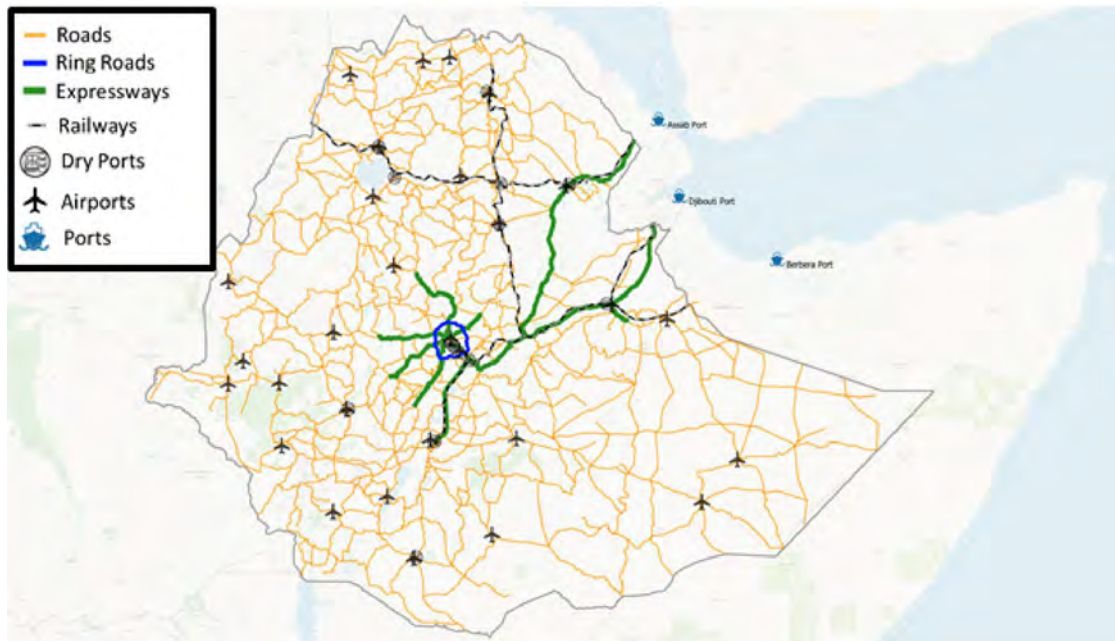 Roads
Ring Roads
Expressways
Railways
Dry Ports
Airports
Ports
Assab Port
Djibouti Port
Berbera Port